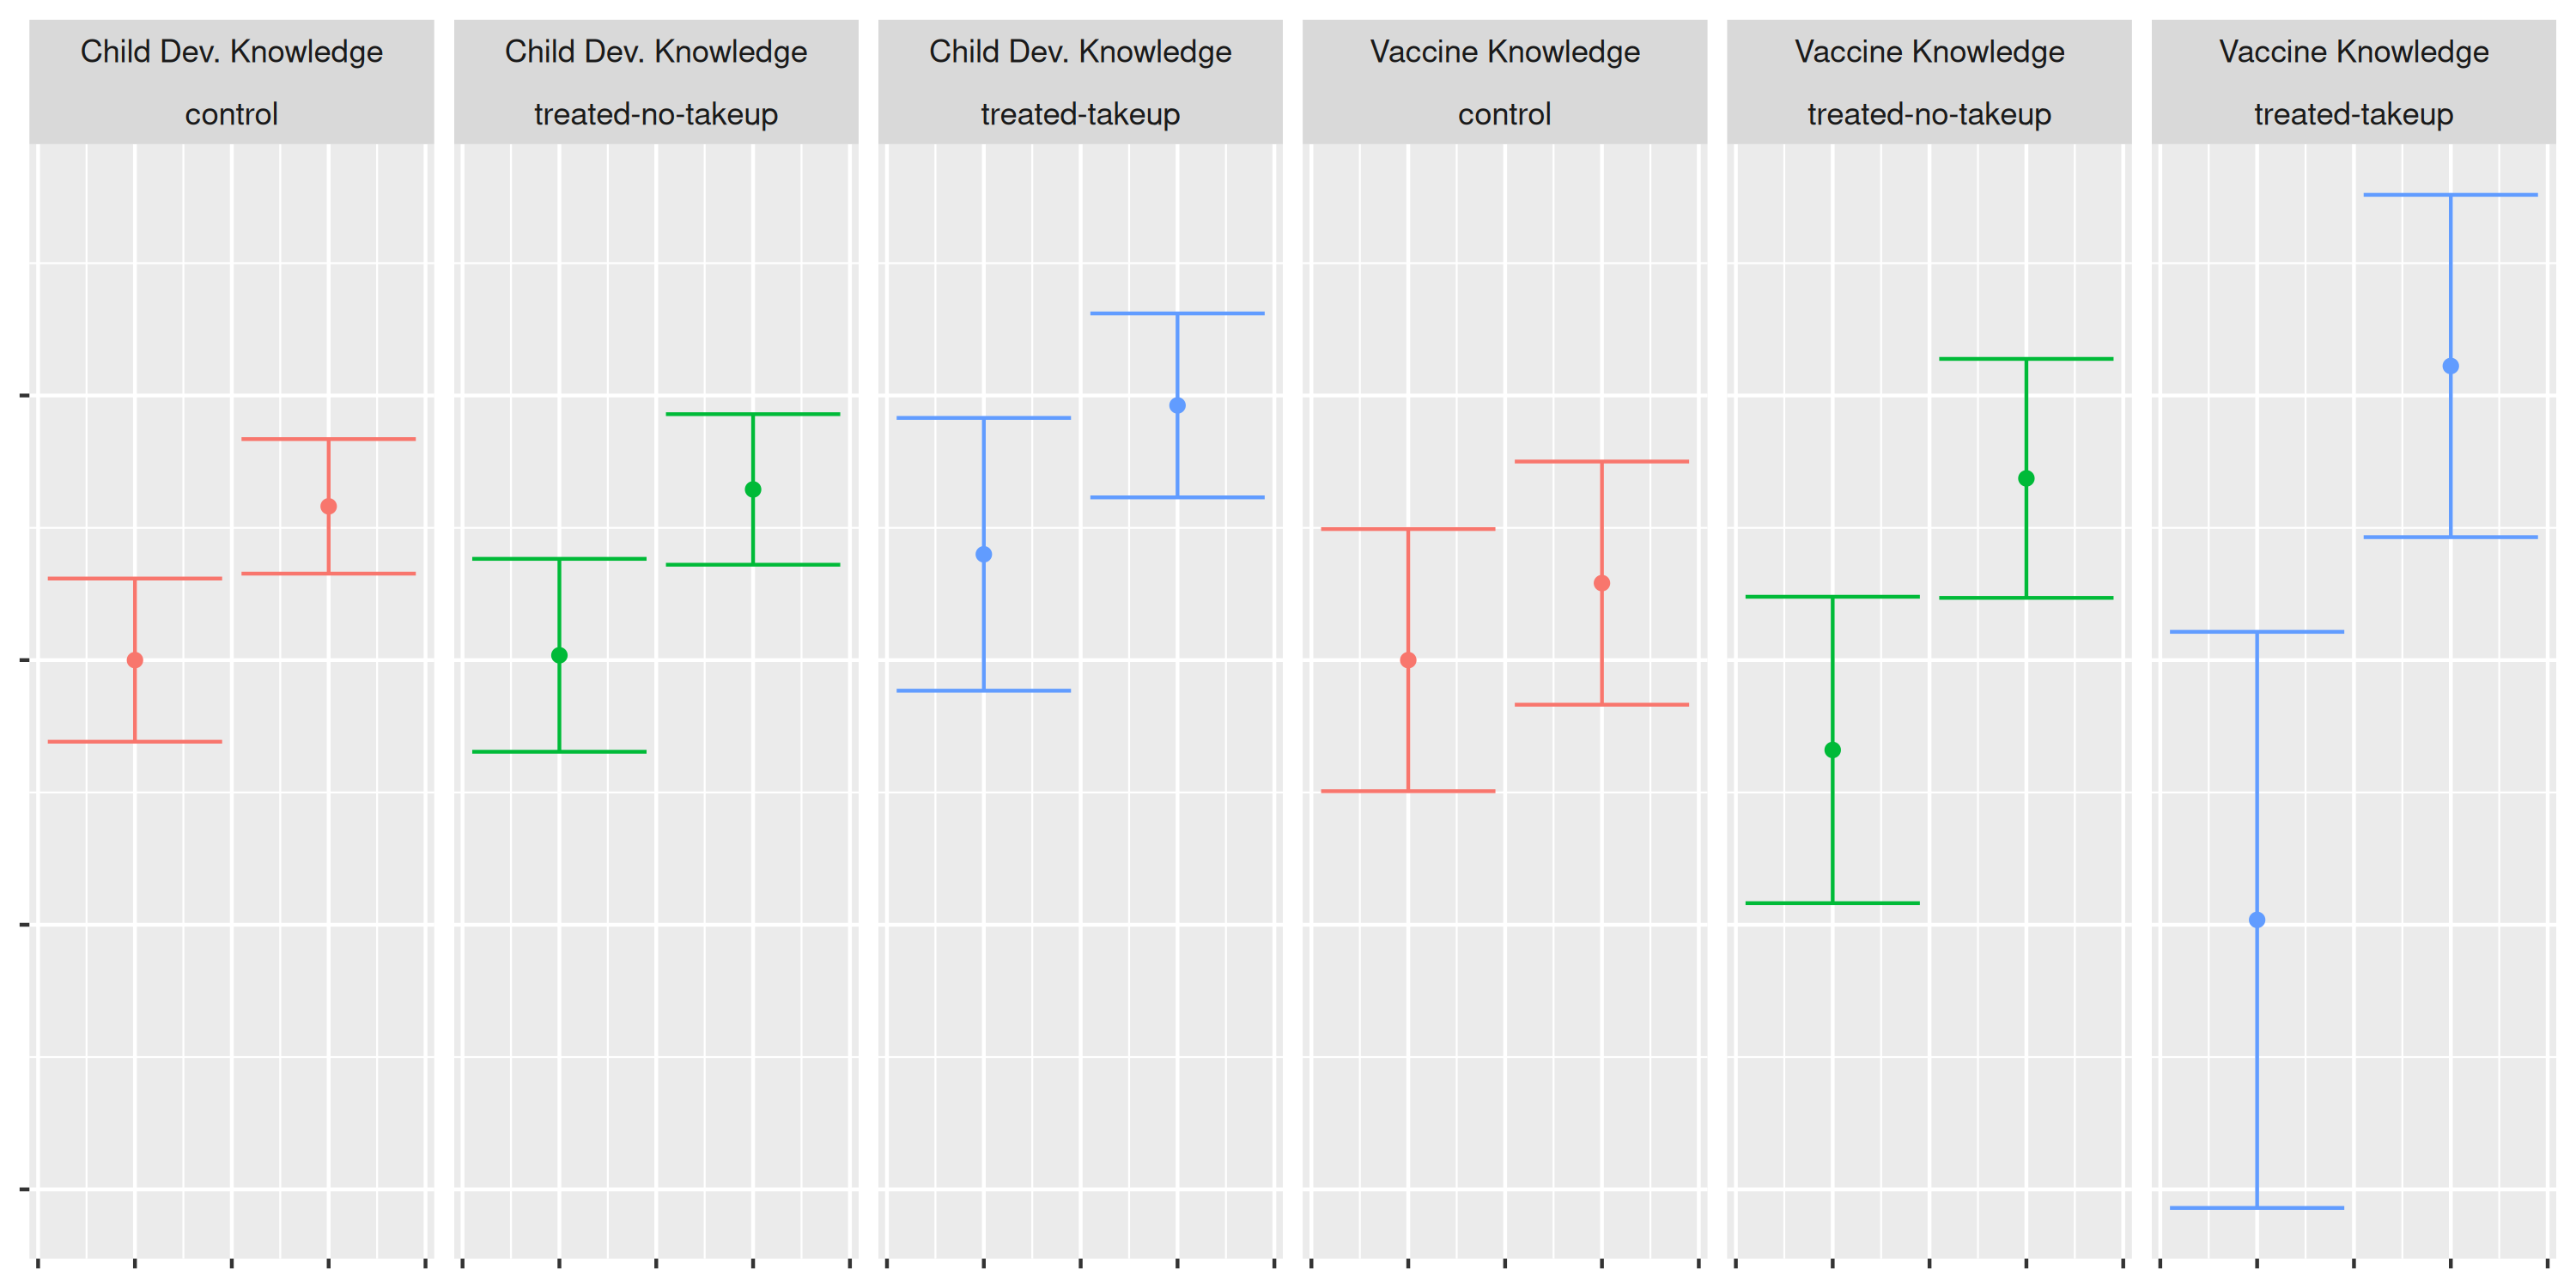 Child Dev. Knowledge
control
Child Dev. Knowledge
treated-no-takeup
Child Dev. Knowledge
treated-takeup
Vaccine Knowledge
control
Vaccine Knowledge
treated-no-takeup
Vaccine Knowledge
treated-takeup